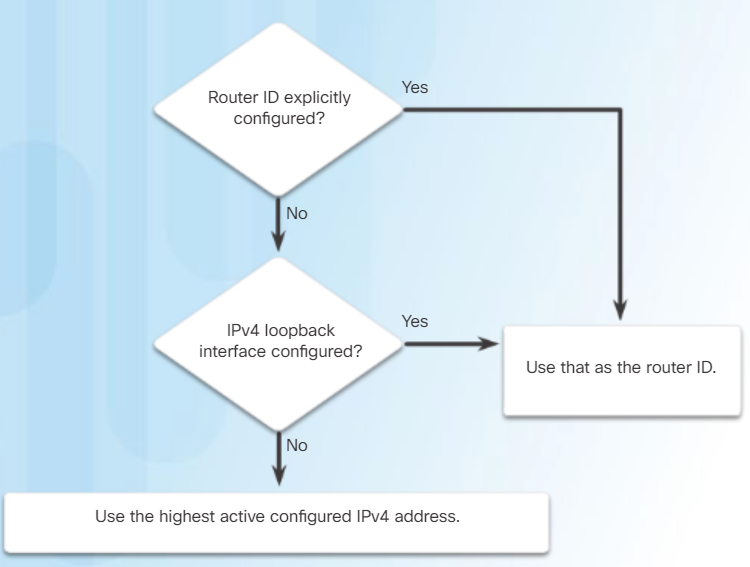 Router ID explicitly
configured?
Yes
No
IPv4 loopback
interface configured?
Yes
Use that as the router ID.
No
Use the highest active configured IPv4 address.